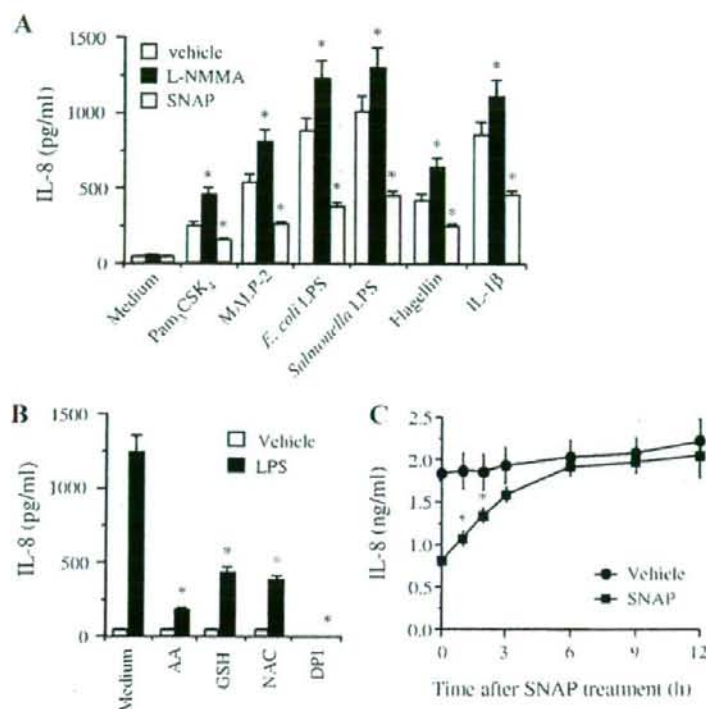 A
1500
vehicle
L-NMMA
SNAP
1000
500
0
IL-8 (pg/ml)
* * * * * * * * * * * *
Medium
Pam3CSK4
MALP-2
E. coli LPS
Salmonella LPS
Flagellin
IL-1β
B
1500
Vehicle
LPS
1000
500
0
IL-8 (pg/ml)
* * * *
Medium
AA
GSH
NAC
DPI
C
2.5
2.0
1.5
1.0
0.5
0.0
IL-8 (ng/ml)
* *
Vehicle
SNAP
0 3 6 9 12
Time after SNAP treatment (h)